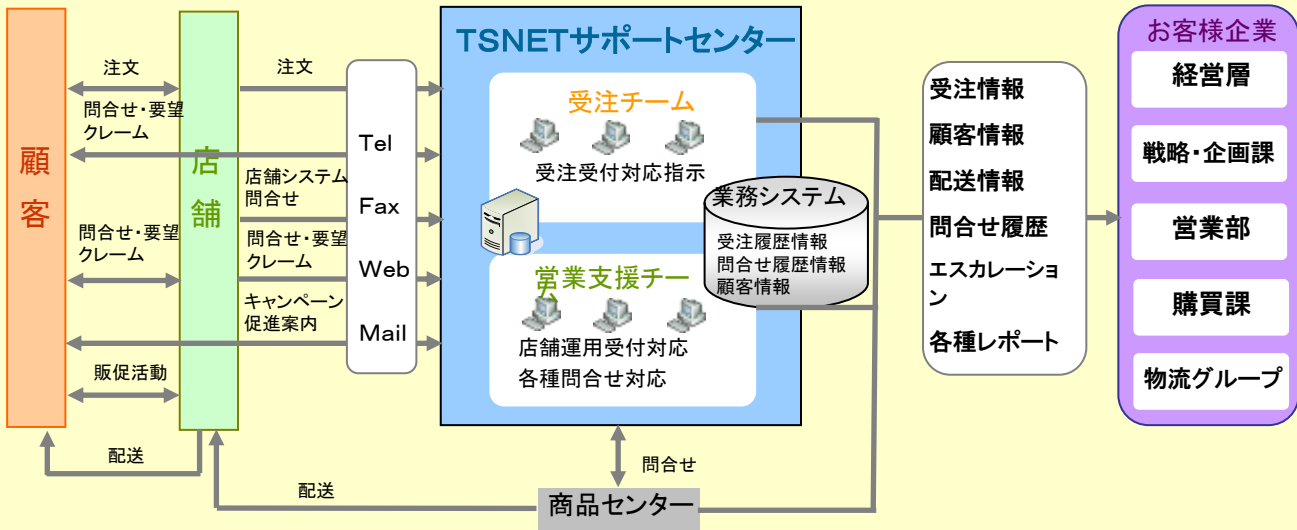 顧
客
店
舗
注文
問合せ・要望
クレーム
問合せ・要望
クレーム
販促活動
配送
注文
店舗システム
問合せ
問合せ・要望
クレーム
キャンペーン
促進案内
配送
Tel
Fax
Web
Mail
TSNETサポートセンター
受注チーム
受注受付対応指示
営業支援チー
ム
店舗運用受付対応
各種問合せ対応
業務システム
受注履歴情報
問合せ履歴情報
顧客情報
問合せ
商品センター
受注情報
顧客情報
配送情報
問合せ履歴
エスカレーショ
ン
各種レポート
お客様企業
経営層
戦略・企画課
営業部
購買課
物流グループ